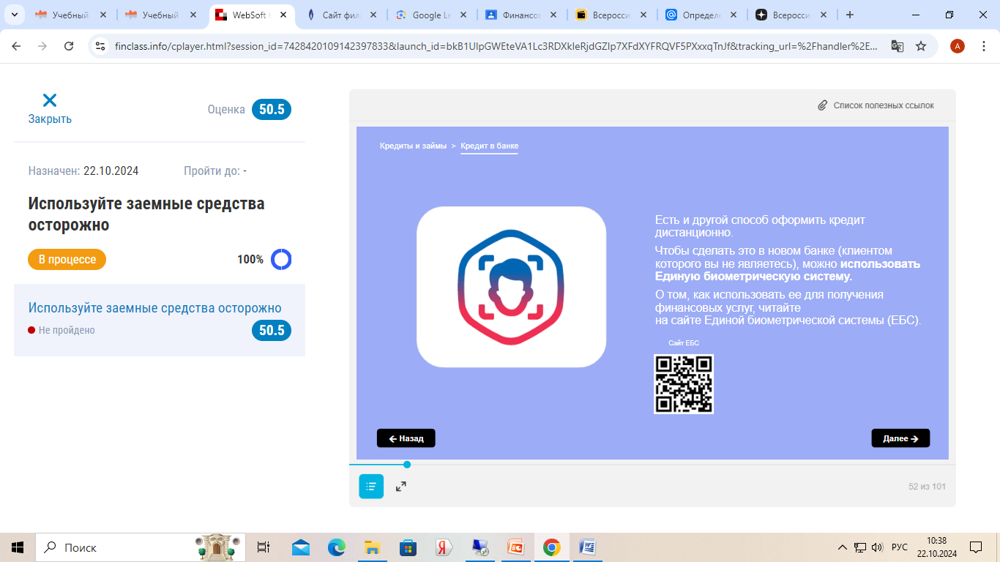 Учебный
Учебный
WebSoft H
Сайт фил
Google Le
Финансов
Всеросси
Определе
Всеросси
finclass.info/cplayer.html?session_id=7428420109142397833&launch_id=bkB1UlpGWEteVA1Lc3RDXkleRjdGZlp7XFdXYFRQVF5PXxxqTnJf&tracking_url=%2Fhandler%2E...
A
Закрыть
Оценка 50.5
Назначен: 22.10.2024 Пройти до: -
Используйте заемные средства
осторожно
В процессе 100%
Используйте заемные средства осторожно
Не пройдено 50.5
Список полезных ссылок
Кредиты и займы > Кредит в банке
Есть и другой способ оформить кредит
дистанционно.
Чтобы сделать это в новом банке (клиентом
которого вы не являетесь), можно использовать
Единую биометрическую систему.
О том, как использовать ее для получения
финансовых услуг, читайте
на сайте Единой биометрической системы (ЕБС).
Сайт ЕБС
← Назад
Далее →
52 из 101
Поиск
РУС
10:38
22.10.2024